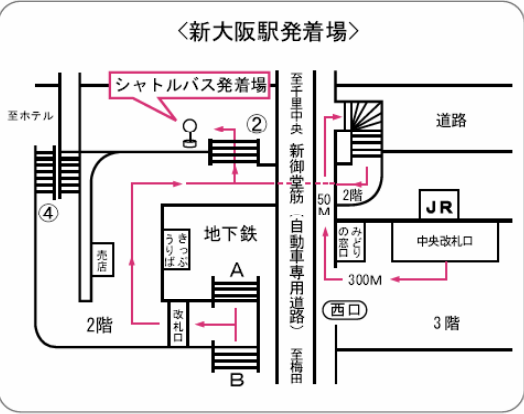 ＜新大阪駅発着場＞
シャトルバス発着場
至千里中央
至ホテル
②
道路
新御堂筋（自動車専用道路）
④
2階
50M
JR
地下鉄
きっぷ
うりば
みどり
の窓口
中央改札口
売店
A
300M
改札口
西口
2階
3階
至梅田
B